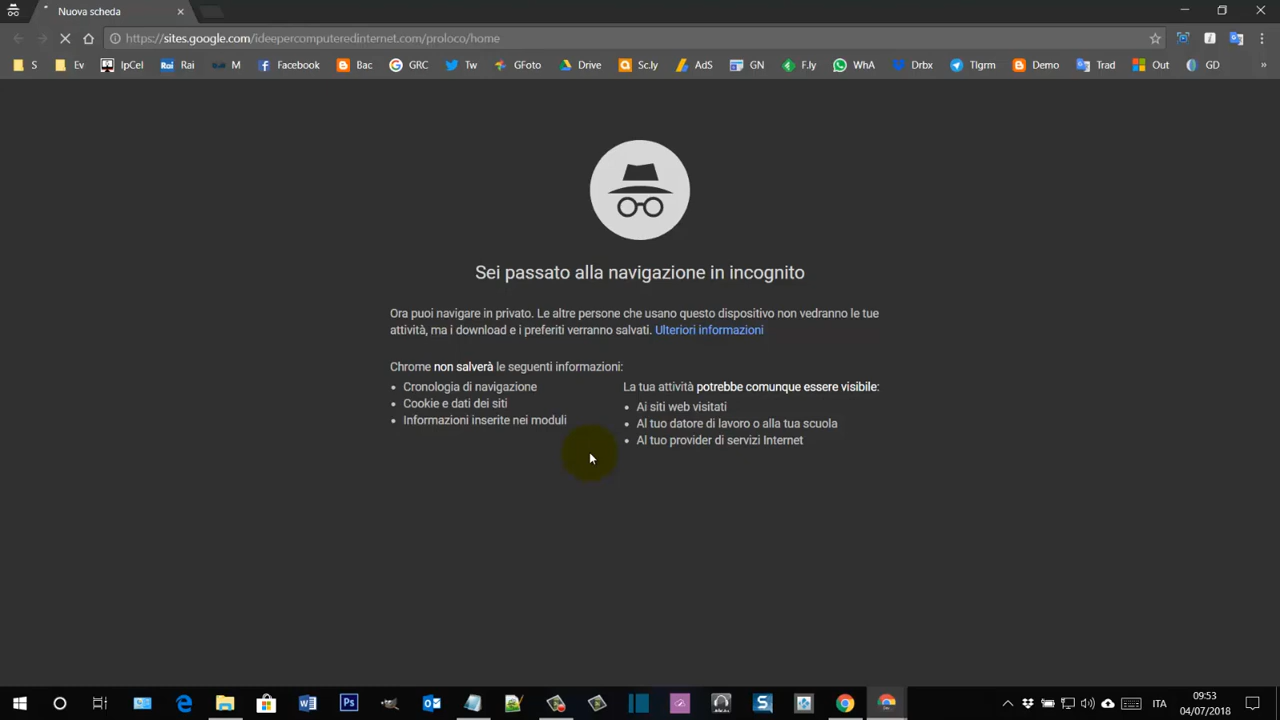 Nuova scheda
https://sites.google.com/ideepercomputeredinternet.com/proloco/home
S Ev IpCei Rai Rai M Facebook Bac GRC Tw GFoto Drive Sc.ly AdS GN F.ly WhA Drbx Tlgrm Demo Trad Out GD »
Sei passato alla navigazione in incognito
Ora puoi navigare in privato. Le altre persone che usano questo dispositivo non vedranno le tue
attività, ma i download e i preferiti verranno salvati. Ulteriori informazioni
Chrome non salverà le seguenti informazioni:
Cronologia di navigazione
Cookie e dati dei siti
Informazioni inserite nei moduli
La tua attività potrebbe comunque essere visibile:
Ai siti web visitati
Al tuo datore di lavoro o alla tua scuola
Al tuo provider di servizi Internet
Ps
ITA
09:53
04/07/2018